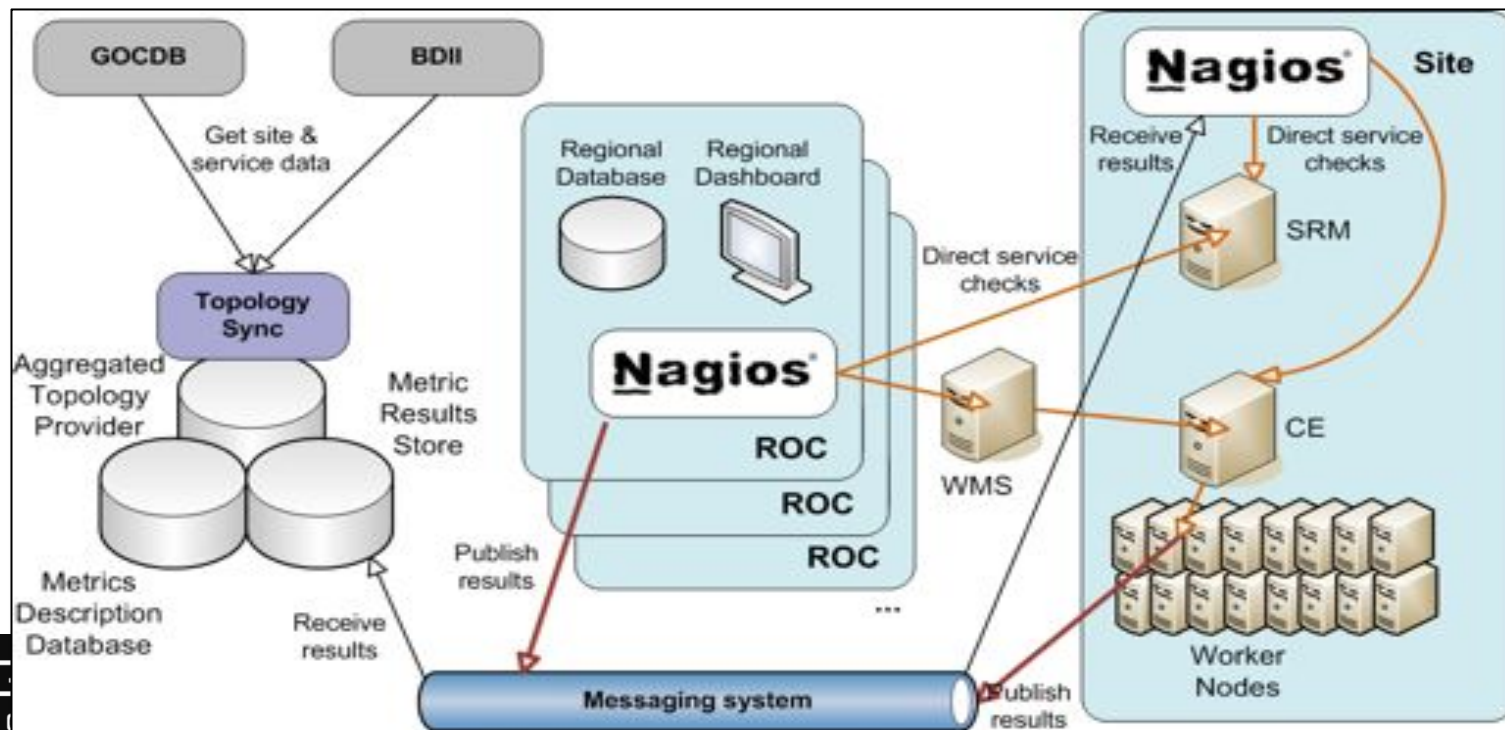 GOCDB
BDII
Get site &
service data
Topology
Sync
Aggregated
Topology
Provider
Metric
Results
Store
Metrics
Description
Database
Receive
results
Regional
Database
Regional
Dashboard
Nagios®
ROC
ROC
ROC
...
Publish
results
Messaging system
Direct service
checks
WMS
Nagios®
Site
Receive
results
Direct service
checks
SRM
CE
Worker
Nodes
Publish
results